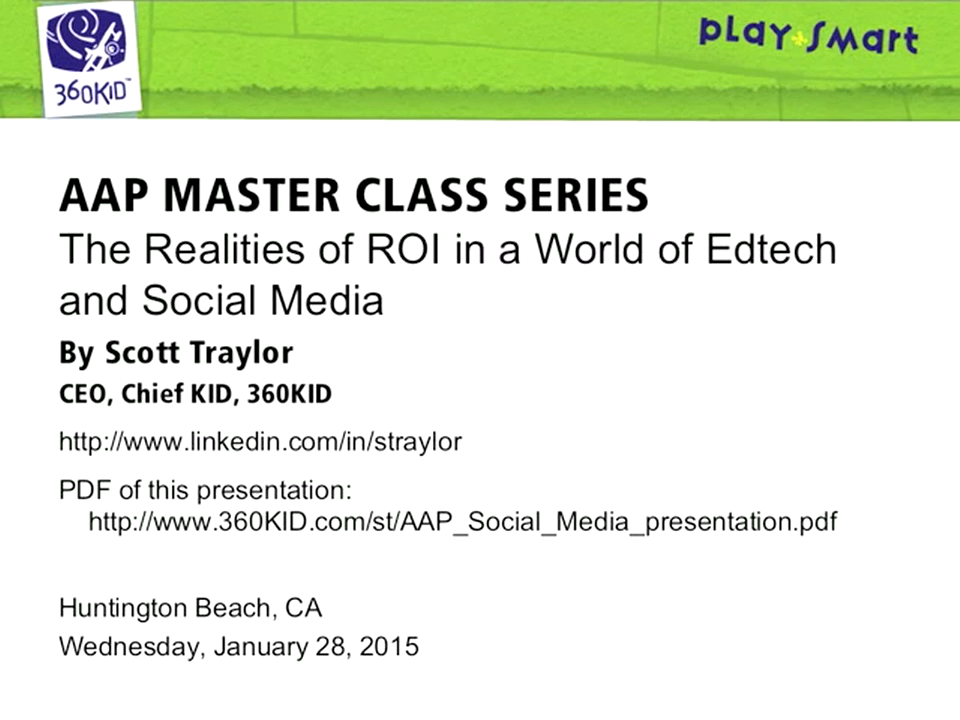 360KID™
play+smart
AAP MASTER CLASS SERIES
The Realities of ROI in a World of Edtech
and Social Media
By Scott Traylor
CEO, Chief KID, 360KID
http://www.linkedin.com/in/straylor
PDF of this presentation:
http://www.360KID.com/st/AAP_Social_Media_presentation.pdf
Huntington Beach, CA
Wednesday, January 28, 2015